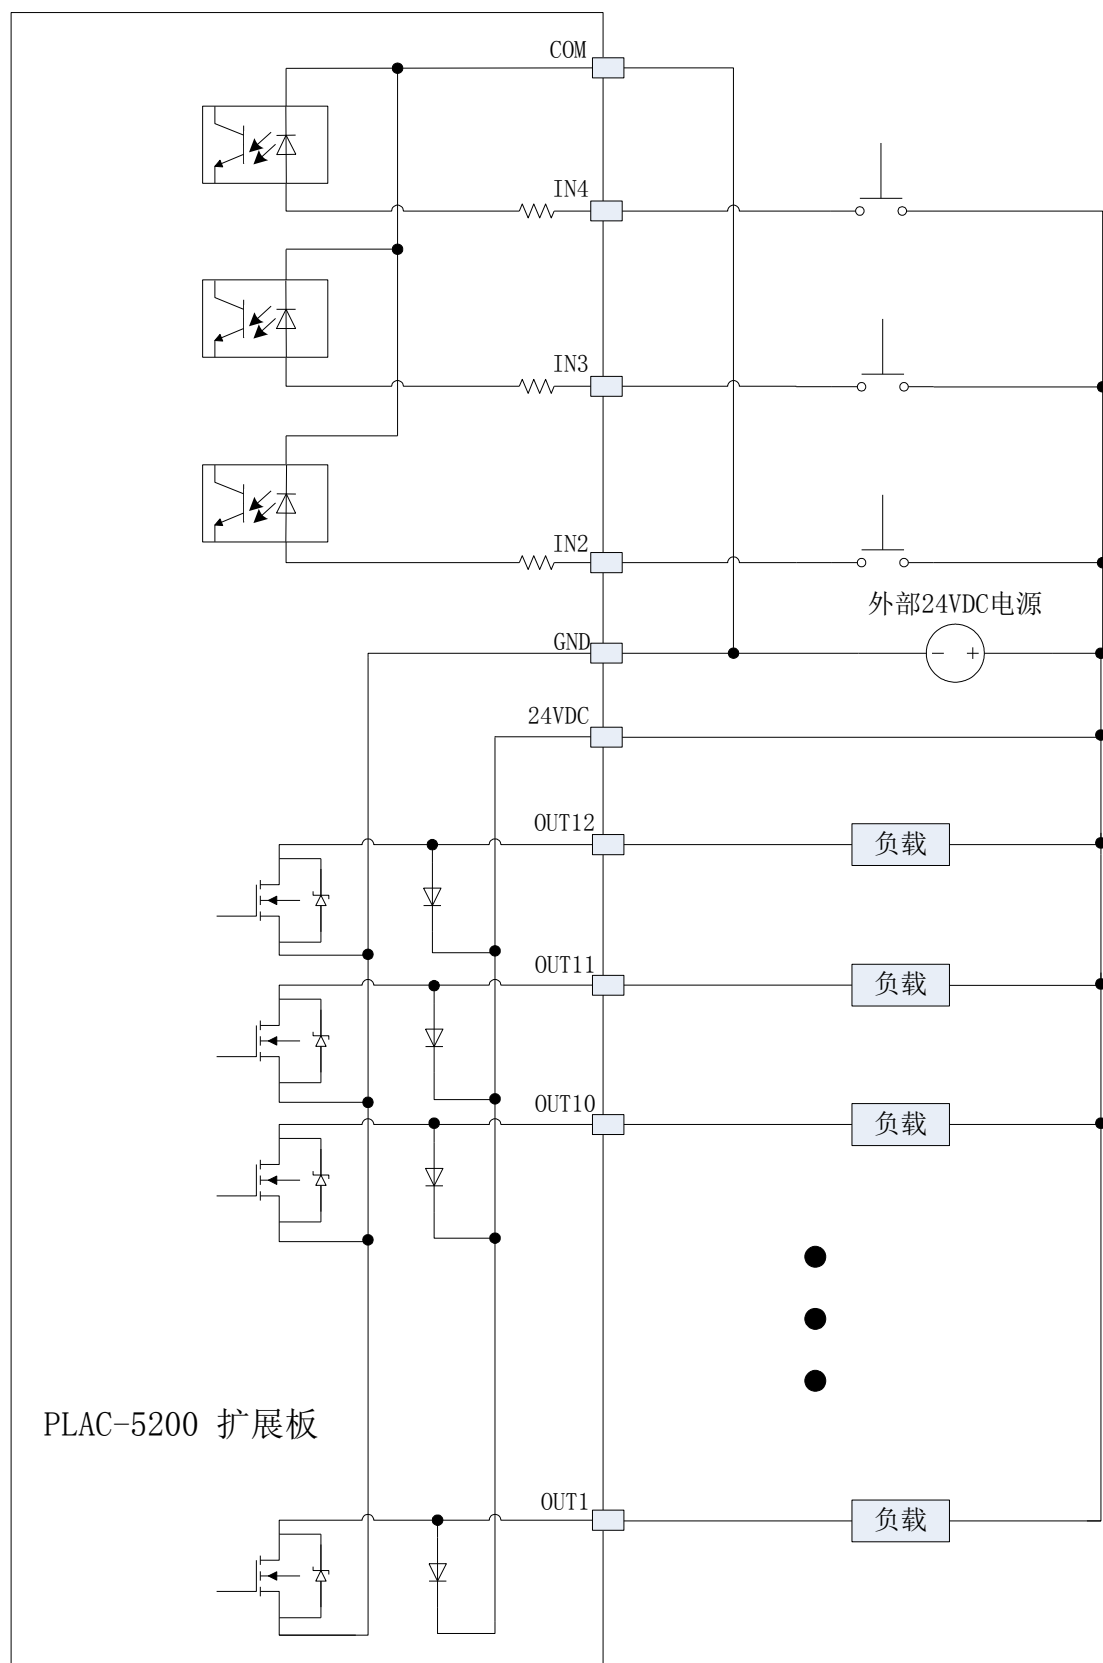 COM
IN4
IN3
IN2
外部24VDC电源
GND
− +
24VDC
OUT12
负载
OUT11
负载
OUT10
负载
PLAC-5200 扩展板
OUT1
负载